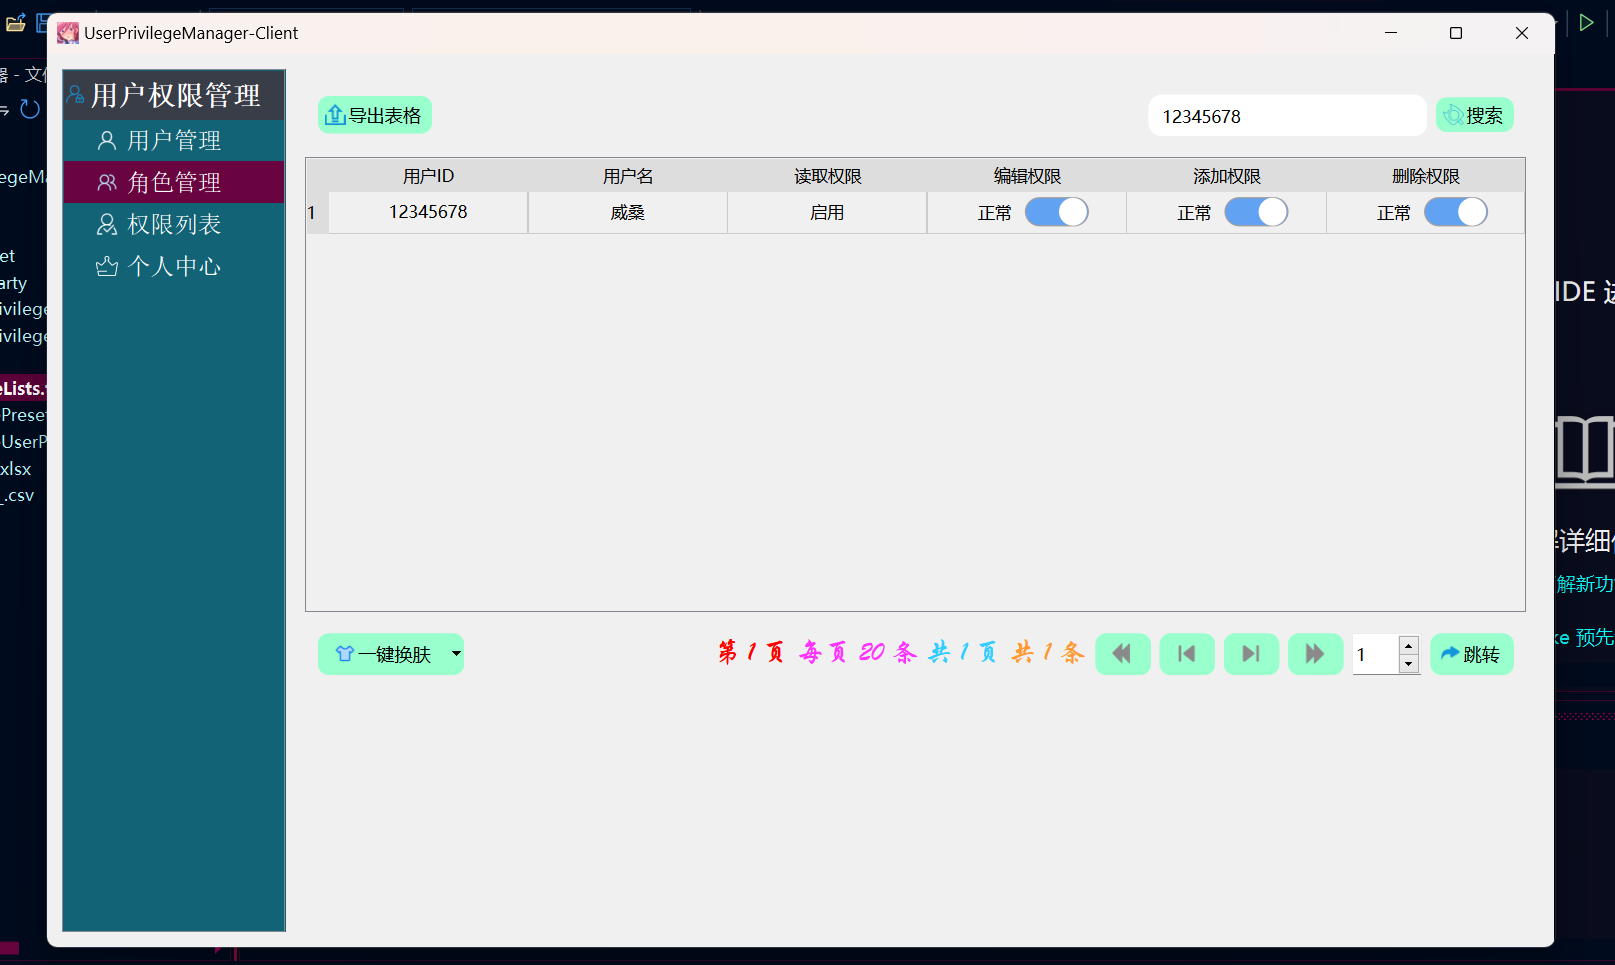 UserPrivilegeManager-Client
器 - 文件
用户权限管理
用户管理
角色管理
权限列表
个人中心
导出表格
12345678
搜索
用户ID 用户名 读取权限 编辑权限 添加权限 删除权限
1 12345678 威桑 启用 正常 正常 正常
一键换肤
第 1 页 每页 20 条 共 1 页 共 1 条
1
跳转
egeMa
et
arty
ivilege
ivilege
eLists.
Preset
UserP
xlsx
_.csv
IDE 进
详细
解新功
ke 预先